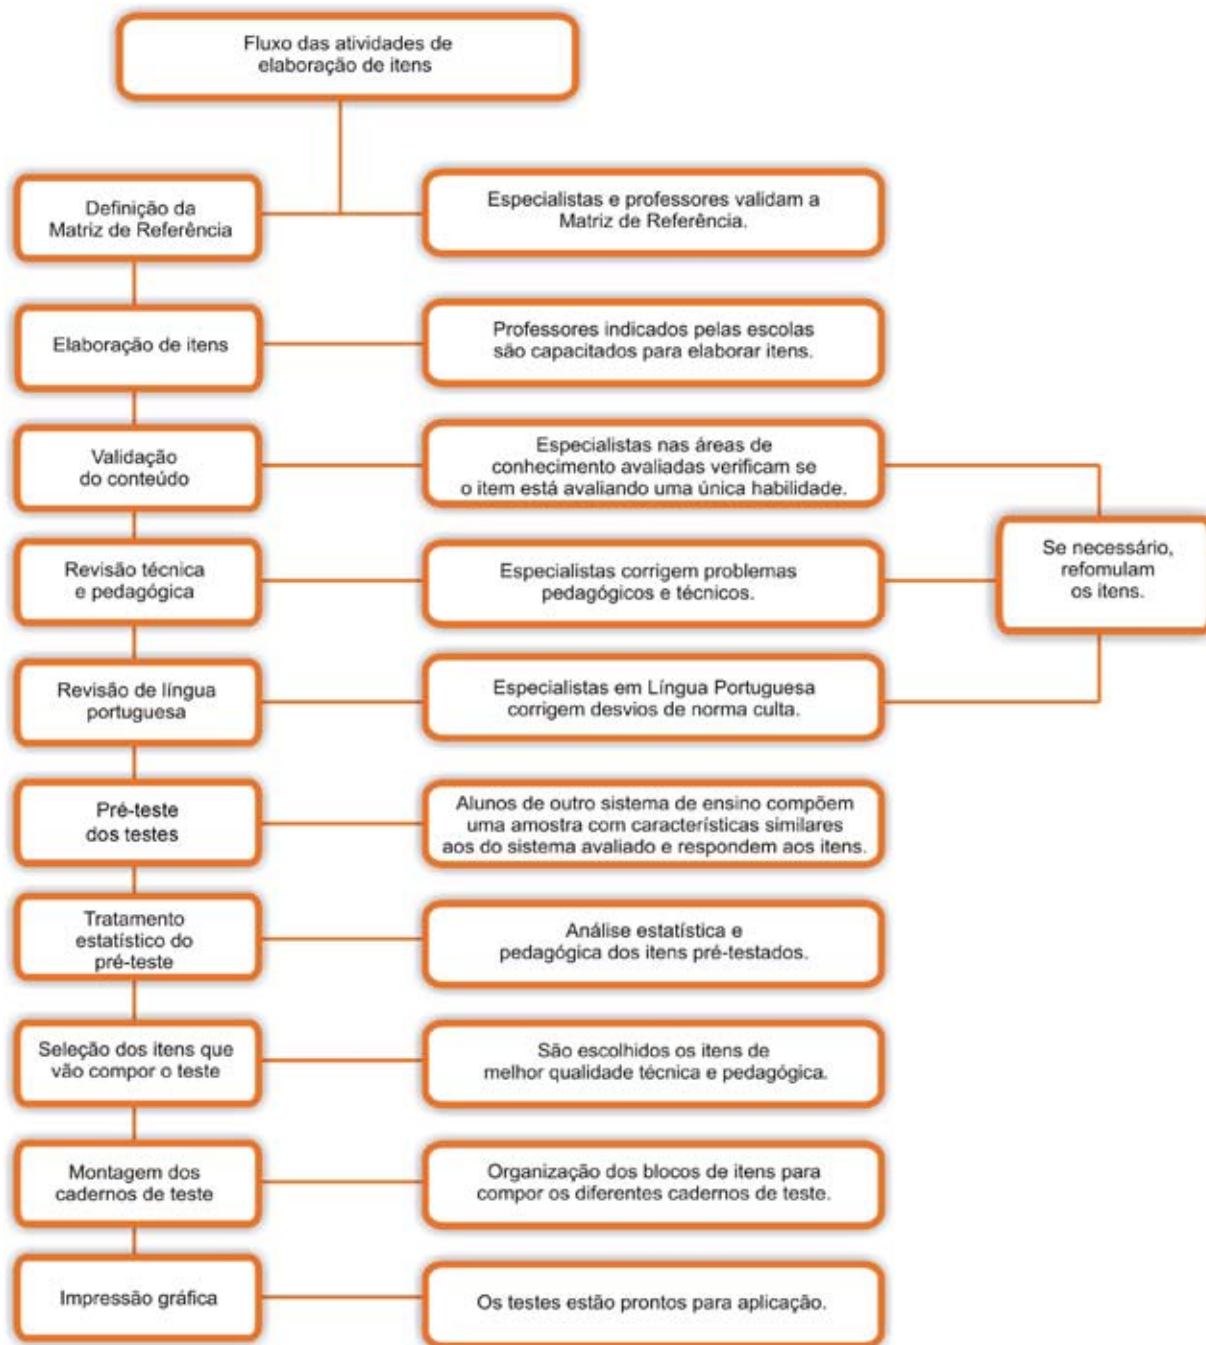 Fluxo das atividades de
elaboração de itens
Definição da
Matriz de Referência
Especialistas e professores validam a
Matriz de Referência.
Elaboração de itens
Professores indicados pelas escolas
são capacitados para elaborar itens.
Validação
do conteúdo
Especialistas nas áreas de
conhecimento avaliadas verificam se
o item está avaliando uma única habilidade.
Se necessário,
refomulam
os itens.
Revisão técnica
e pedagógica
Especialistas corrigem problemas
pedagógicos e técnicos.
Revisão de língua
portuguesa
Especialistas em Língua Portuguesa
corrigem desvios de norma culta.
Pré-teste
dos testes
Alunos de outro sistema de ensino compõem
uma amostra com características similares
aos do sistema avaliado e respondem aos itens.
Tratamento
estatístico do
pré-teste
Análise estatística e
pedagógica dos itens pré-testados.
Seleção dos itens que
vão compor o teste
São escolhidos os itens de
melhor qualidade técnica e pedagógica.
Montagem dos
cadernos de teste
Organização dos blocos de itens para
compor os diferentes cadernos de teste.
Impressão gráfica
Os testes estão prontos para aplicação.